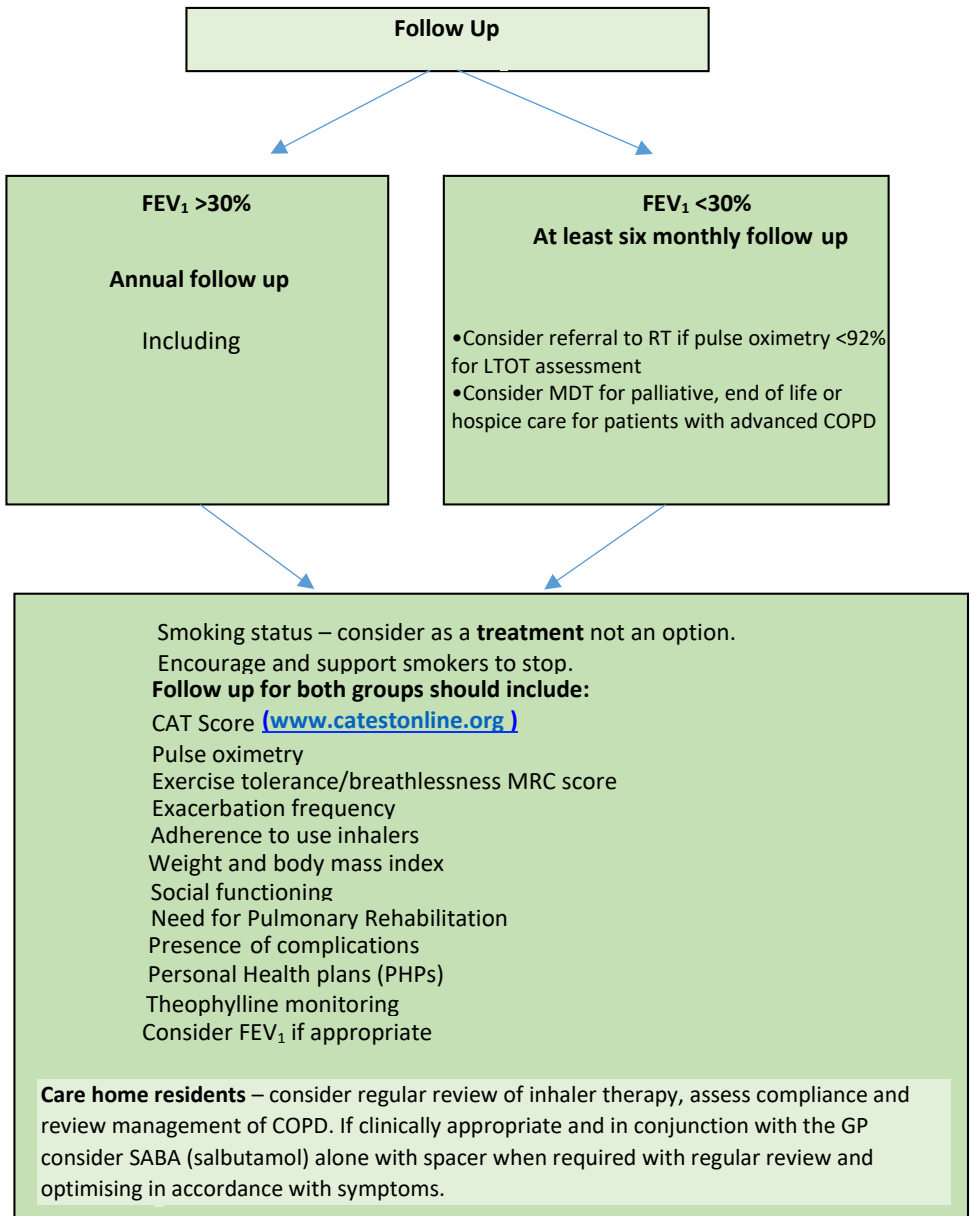 Follow Up
FEV₁ >30%
Annual follow up
Including
FEV₁ <30%
At least six monthly follow up
•Consider referral to RT if pulse oximetry <92%
for LTOT assessment
•Consider MDT for palliative, end of life or
hospice care for patients with advanced COPD
Smoking status – consider as a treatment not an option.
Encourage and support smokers to stop.
Follow up for both groups should include:
CAT Score (www.catestonline.org )
Pulse oximetry
Exercise tolerance/breathlessness MRC score
Exacerbation frequency
Adherence to use inhalers
Weight and body mass index
Social functioning
Need for Pulmonary Rehabilitation
Presence of complications
Personal Health plans (PHPs)
Theophylline monitoring
Consider FEV₁ if appropriate
Care home residents – consider regular review of inhaler therapy, assess compliance and
review management of COPD. If clinically appropriate and in conjunction with the GP
consider SABA (salbutamol) alone with spacer when required with regular review and
optimising in accordance with symptoms.